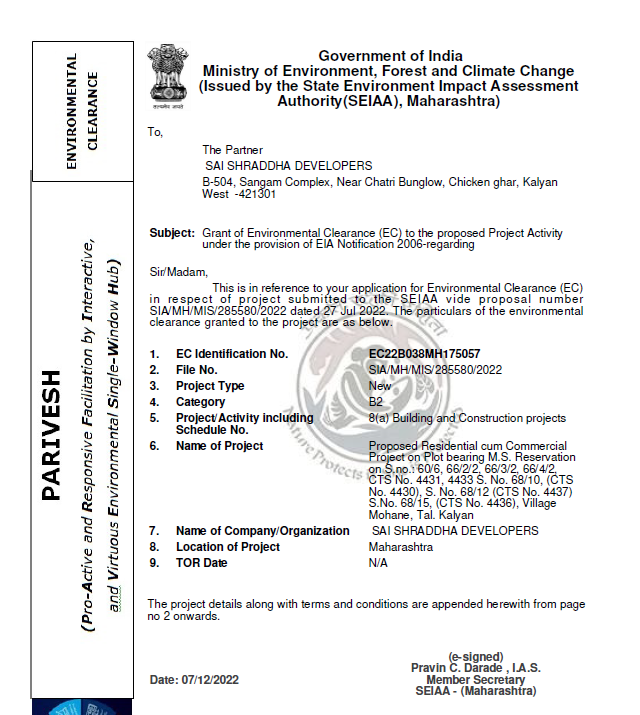 ENVIRONMENTAL
CLEARANCE
PARIVESH
(Pro-Active and Responsive Facilitation by Interactive,
and Virtuous Environmental Single-Window Hub)
सत्यमेव जयते
Government of India
Ministry of Environment, Forest and Climate Change
(Issued by the State Environment Impact Assessment
Authority(SEIAA), Maharashtra)
To,
The Partner
SAI SHRADDHA DEVELOPERS
B-504, Sangam Complex, Near Chatri Bunglow, Chicken ghar, Kalyan
West -421301
Subject: Grant of Environmental Clearance (EC) to the proposed Project Activity
under the provision of EIA Notification 2006-regarding
Sir/Madam,
This is in reference to your application for Environmental Clearance (EC)
in respect of project submitted to the SEIAA vide proposal number
SIA/MH/MIS/285580/2022 dated 27 Jul 2022. The particulars of the environmental
clearance granted to the project are as below.
1. EC Identification No. EC22B038MH175057
2. File No. SIA/MH/MIS/285580/2022
3. Project Type New
4. Category B2
5. Project/Activity including 8(a) Building and Construction projects
Schedule No.
6. Name of Project Proposed Residential cum Commercial
Project on Plot bearing M.S. Reservation
on S.no.: 60/6, 66/2/2, 66/3/2, 66/4/2,
CTS No. 4431, 4433 S. No. 68/10, (CTS
No. 4430), S. No. 68/12 (CTS No. 4437)
S.No. 68/15, (CTS No. 4436), Village
Mohane, Tal. Kalyan
7. Name of Company/Organization SAI SHRADDHA DEVELOPERS
8. Location of Project Maharashtra
9. TOR Date N/A
The project details along with terms and conditions are appended herewith from page
no 2 onwards.
(e-signed)
Pravin C. Darade , I.A.S.
Date: 07/12/2022 Member Secretary
SEIAA - (Maharashtra)